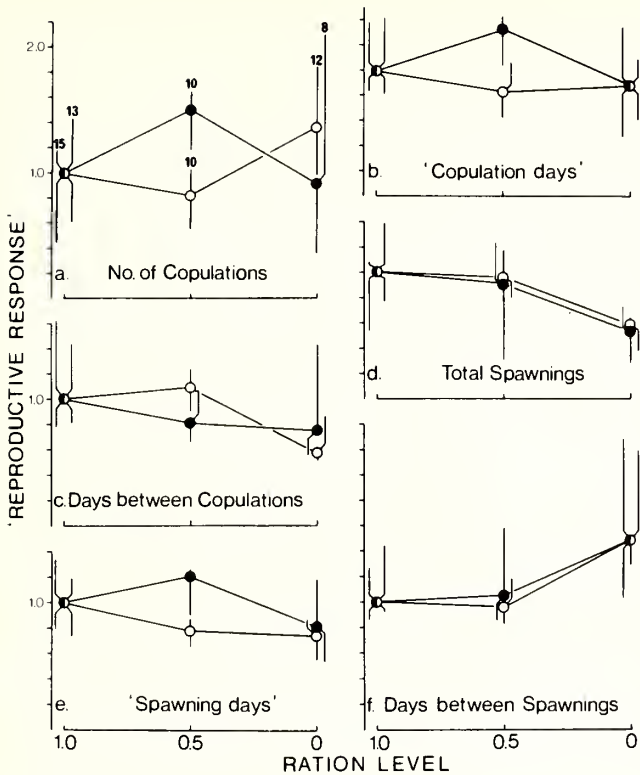 'REPRODUCTIVE RESPONSE'
2.0
1.0
15
13
10
10
12
8
a. No. of Copulations
b. 'Copulation days'
1.0
c. Days between Copulations
d. Total Spawnings
1.0
e. 'Spawning days'
f. Days between Spawnings
1.0 0.5 0
1.0 0.5 0
RATION LEVEL